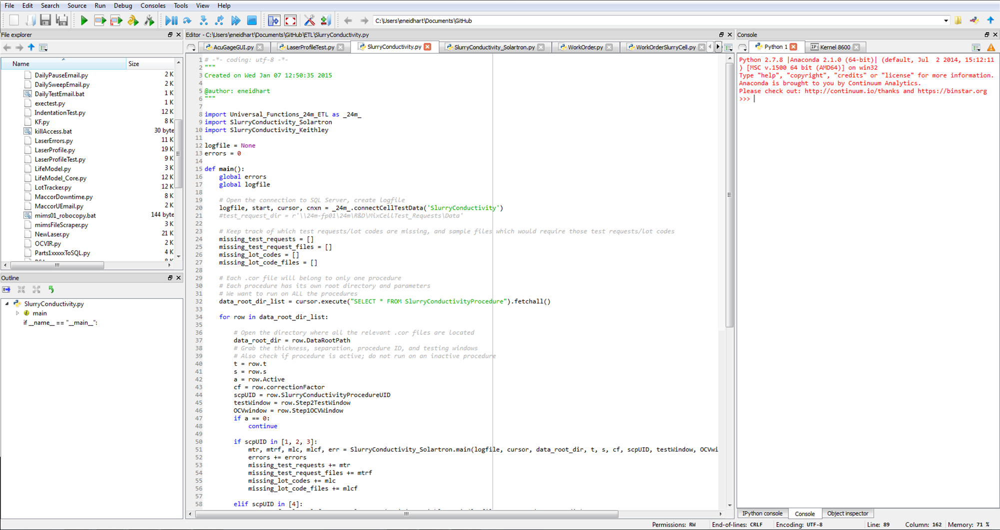 File Edit Search Source Run Debug Consoles Tools View Help
C:\Users\eneidhart\Documents\GitHub
File explorer
Name Size
DailyPauseEmail.py 2 K
DailySweepEmail.py 2 K
DailyTestEmail.bat 1 K
exectest.py 1 K
IndentationTest.py 12 K
KF.py 8 K
killAccess.bat 30 byte
LaserErrors.py 11 K
LaserProfile.py 19 K
LaserProfileTest.py 9 K
LifeModel.py 3 K
LifeModel_Core.py 12 K
LotTracker.py 12 K
MaccorDowntime.py 8 K
MaccorUEmail.py 2 K
mims01_robocopy.bat 144 byte
mimsFileScraper.py 3 K
NewLaser.py 21 K
OCVIR.py 2 K
Parts1xxxxxToSQL.py 4 K
Outline
SlurryConductivity.py
main
if __name__ == "__main__":
Editor - C:\Users\eneidhart\Documents\GitHub\ETL\SlurryConductivity.py
AcuGageGUI.py LaserProfileTest.py SlurryConductivity.py SlurryConductivity_Solartron.py WorkOrder.py WorkOrderSlurryCell.py
1 # -*- coding: utf-8 -*-
2 """
3 Created on Wed Jan 07 12:50:35 2015
4
5 @author: eneidhart
6 """
7
8 import Universal_Functions_24m_ETL as _24m_
9 import SlurryConductivity_Solartron
10 import SlurryConductivity_Keithley
11
12 logfile = None
13 errors = 0
14
15 def main():
16     global errors
17     global logfile
18
19     # Open the connection to SQL Server, create logfile
20     logfile, start, cursor, cnxn = _24m_.connectCellTestData('SlurryConductivity')
21     #test_request_dir = r'\\24m-fp01\24m\R&D\MixCellTest_Requests\Data'
22
23     # Keep track of which test requests/lot codes are missing, and sample files which would require those test requests/lot codes
24     missing_test_requests = []
25     missing_test_request_files = []
26     missing_lot_codes = []
27     missing_lot_code_files = []
28
29     # Each .cor file will belong to only one procedure
30     # Each procedure has its own root directory and parameters
31     # We want to run on ALL the procedures
32     data_root_dir_list = cursor.execute("SELECT * FROM SlurryConductivityProcedure").fetchall()
33
34     for row in data_root_dir_list:
35
36         # Open the directory where all the relevant .cor files are located
37         data_root_dir = row.DataRootPath
38         # Grab the thickness, separation, procedure ID, and testing windows
39         # Also check if procedure is active; do not run on an inactive procedure
40         t = row.t
41         s = row.s
42         a = row.Active
43         cf = row.correctionFactor
44         scpUID = row.SlurryConductivityProcedureUID
45         testWindow = row.Step2TestWindow
46         OCVwindow = row.Step1OCVWindow
47         if a == 0:
48             continue
49
50         if scpUID in [1, 2, 3]:
51             mtr, mtrf, mlc, mlcf, err = SlurryConductivity_Solartron.main(logfile, cursor, data_root_dir, t, s, cf, scpUID, testWindow, OCVwi
52             errors += errors
53             missing_test_requests += mtr
54             missing_test_request_files += mtrf
55             missing_lot_codes += mlc
56             missing_lot_code_files += mlcf
57
58         elif scpUID in [4]:
Console
Python 1 IP: Kernel 8600
Python 2.7.8 |Anaconda 2.1.0 (64-bit)| (default, Jul  2 2014, 15:12:11
) [MSC v.1500 64 bit (AMD64)] on win32
Type "help", "copyright", "credits" or "license" for more information.
Anaconda is brought to you by Continuum Analytics.
Please check out: http://continuum.io/thanks and https://binstar.org
>>>
IPython console Console Object inspector
Permissions: RW End-of-lines: CRLF Encoding: UTF-8 Line: 89 Column: 162 Memory: 71 %